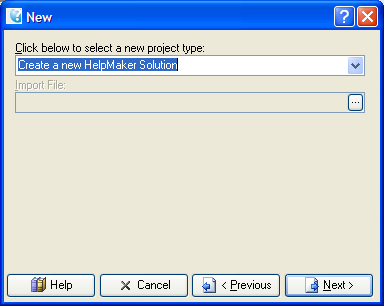 New
Click below to select a new project type:
Create a new HelpMaker Solution
Import File:
...
Help
Cancel
< Previous
Next >